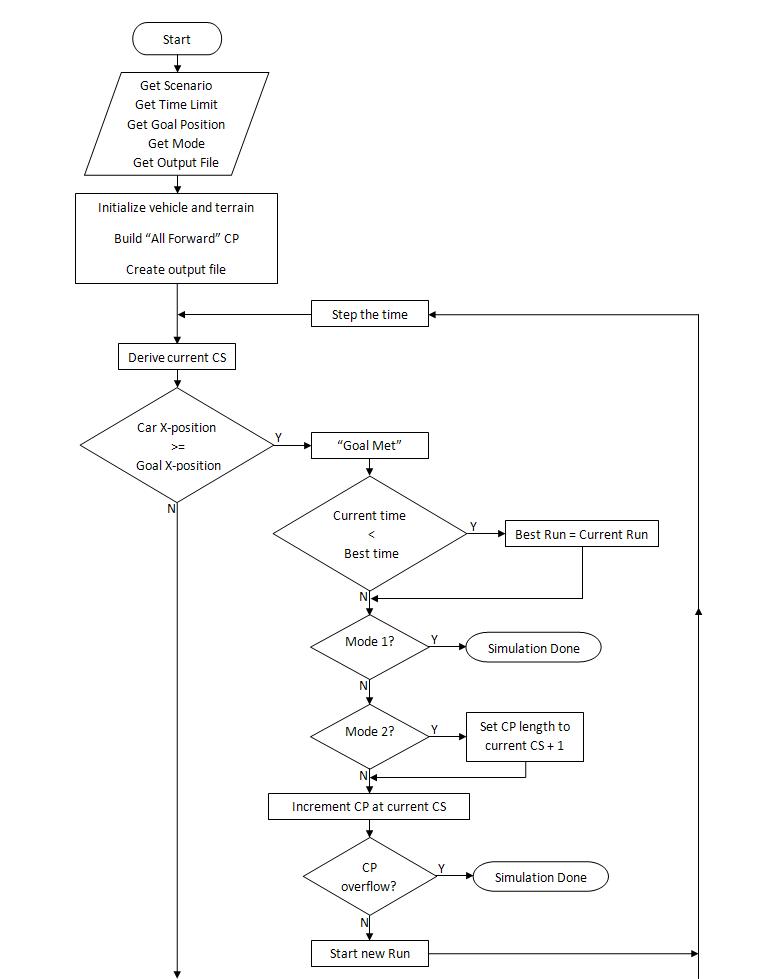 Start
Get Scenario
Get Time Limit
Get Goal Position
Get Mode
Get Output File
Initialize vehicle and terrain
Build “All Forward” CP
Create output file
Step the time
Derive current CS
Car X-position
>=
Goal X-position
Y
N
“Goal Met”
Current time
<
Best time
Y
Best Run = Current Run
N
Mode 1?
Y
Simulation Done
N
Mode 2?
Y
Set CP length to
current CS + 1
N
Increment CP at current CS
CP
overflow?
Y
Simulation Done
N
Start new Run